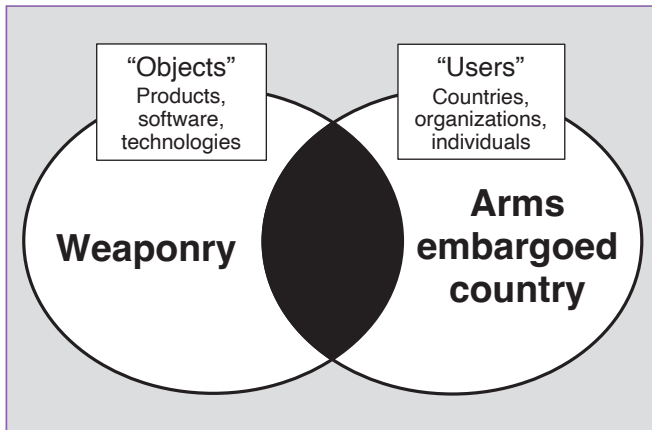 “Objects”
Products,
software,
technologies
“Users”
Countries,
organizations,
individuals
Weaponry
Arms
embargoed
country